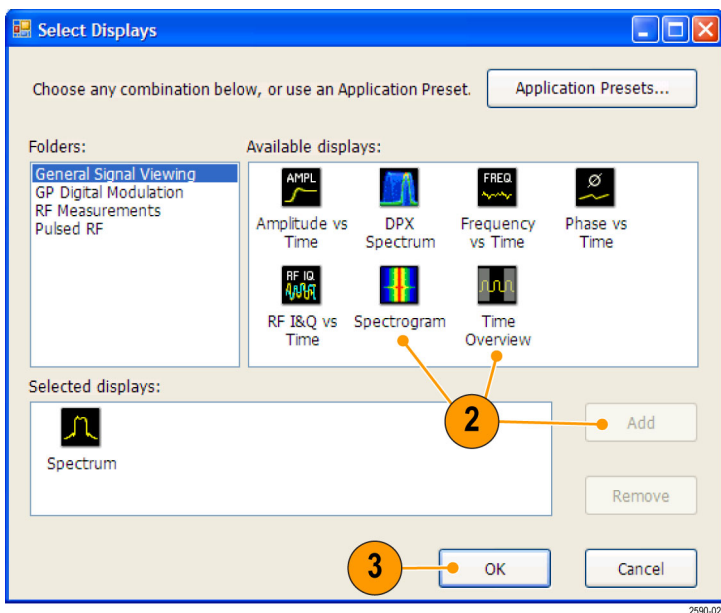 Select Displays
Choose any combination below, or use an Application Preset.
Application Presets...
Folders:
General Signal Viewing
GP Digital Modulation
RF Measurements
Pulsed RF
Available displays:
AMPL
FREQ
Ø
Amplitude vs
Time
DPX
Spectrum
Frequency
vs Time
Phase vs
Time
RF IQ
RF I&Q vs
Time
Spectrogram
Time
Overview
Selected displays:
Spectrum
2
Add
Remove
3
OK
Cancel
2590-02